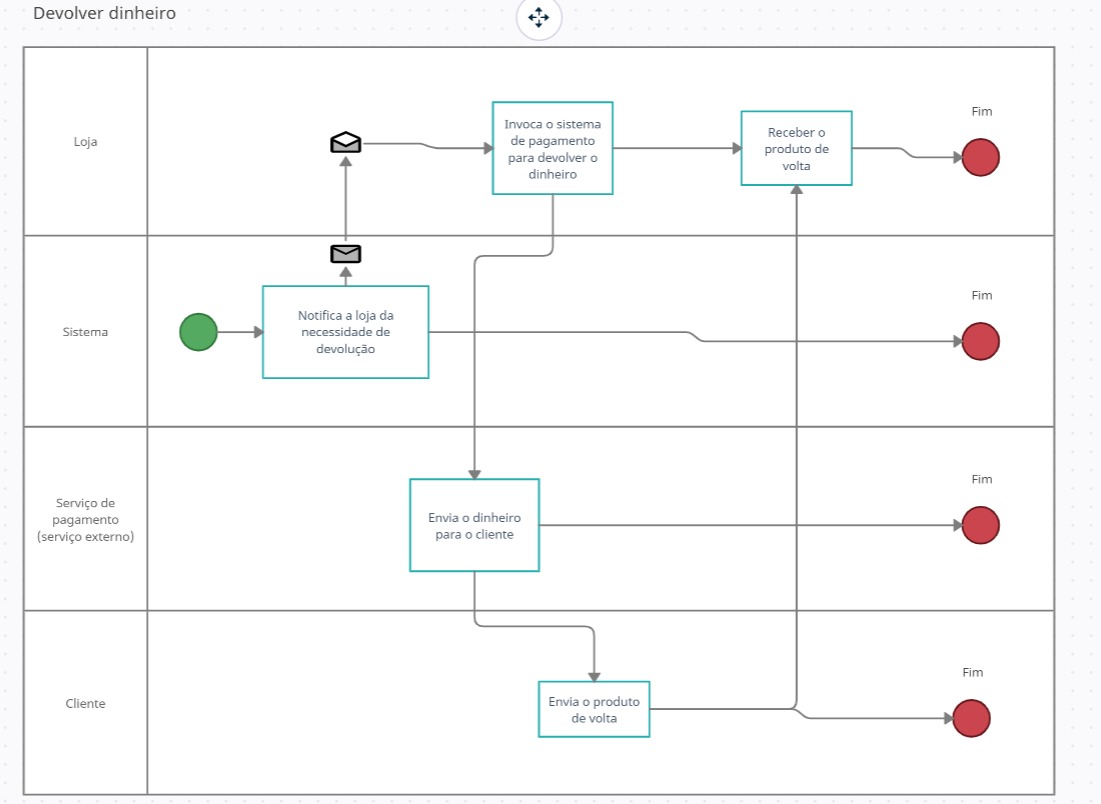 Devolver dinheiro
Loja
Invoca o sistema
de pagamento
para devolver o
dinheiro
Receber o
produto de
volta
Fim
Sistema
Notifica a loja da
necessidade de
devolução
Fim
Serviço de
pagamento
(serviço externo)
Envia o dinheiro
para o cliente
Fim
Cliente
Envia o produto
de volta
Fim